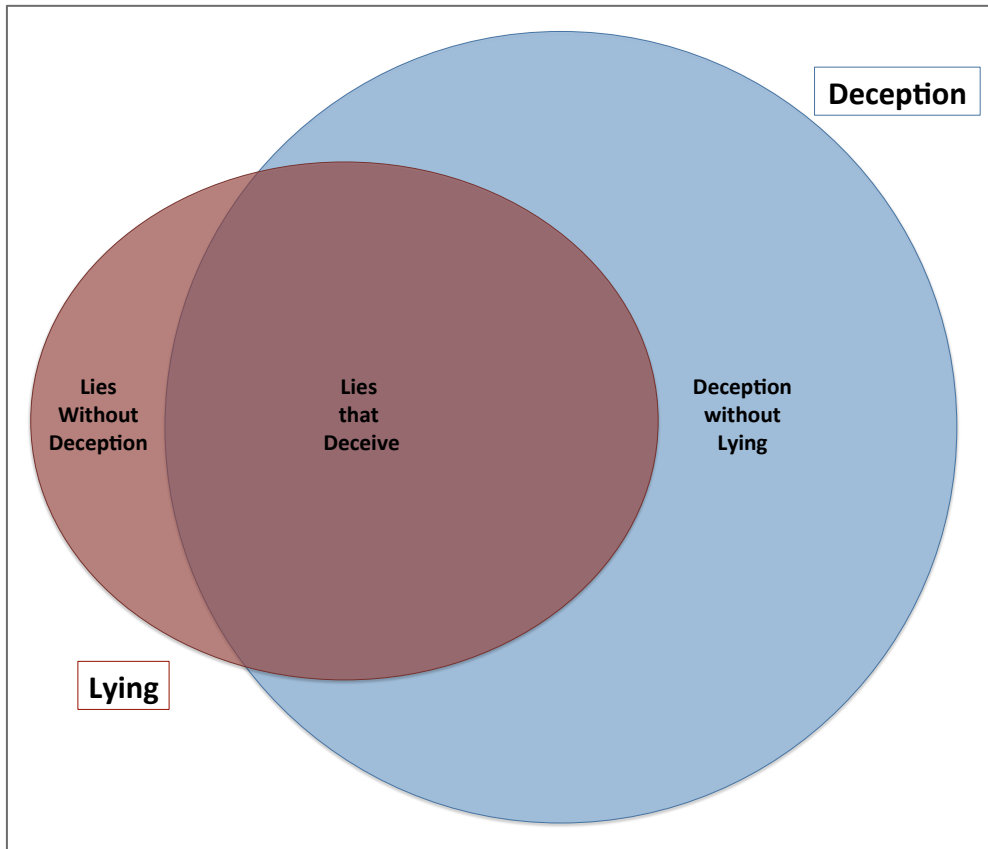 Deception
Lies
Without
Deception
Lies
that
Deceive
Deception
without
Lying
Lying